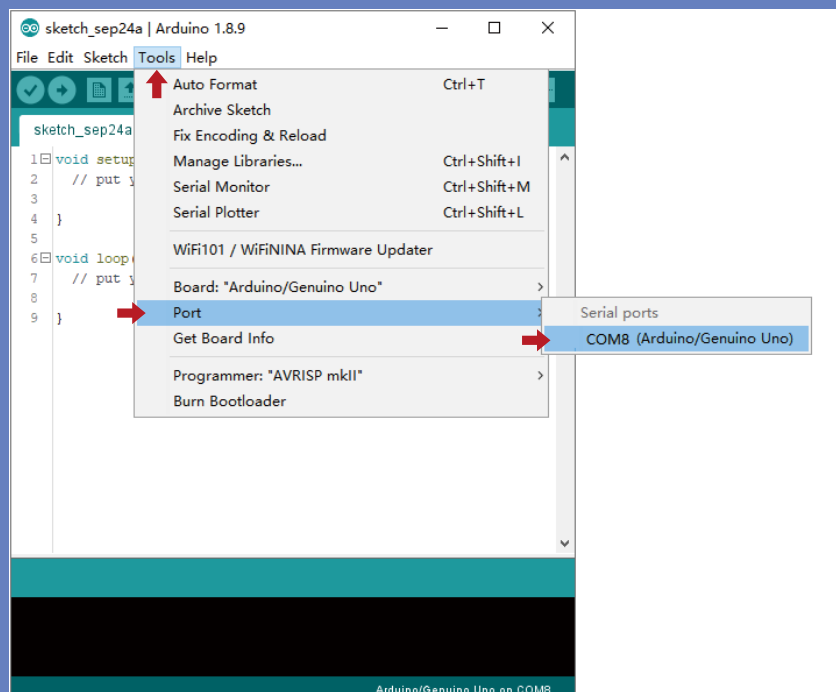 sketch_sep24a | Arduino 1.8.9
File Edit Sketch Tools Help
Auto Format Ctrl+T
Archive Sketch
sketch_sep24a
Fix Encoding & Reload
1 void setup
Manage Libraries... Ctrl+Shift+I
2 // put y
Serial Monitor Ctrl+Shift+M
3
Serial Plotter Ctrl+Shift+L
4 }
5
WiFi101 / WiFiNINA Firmware Updater
6 void loop(
7 // put y
Board: "Arduino/Genuino Uno"
8
9 }
Port
Serial ports
Get Board Info
COM8 (Arduino/Genuino Uno)
Programmer: "AVRISP mkII"
Burn Bootloader
Arduino/Genuino Uno on COM8